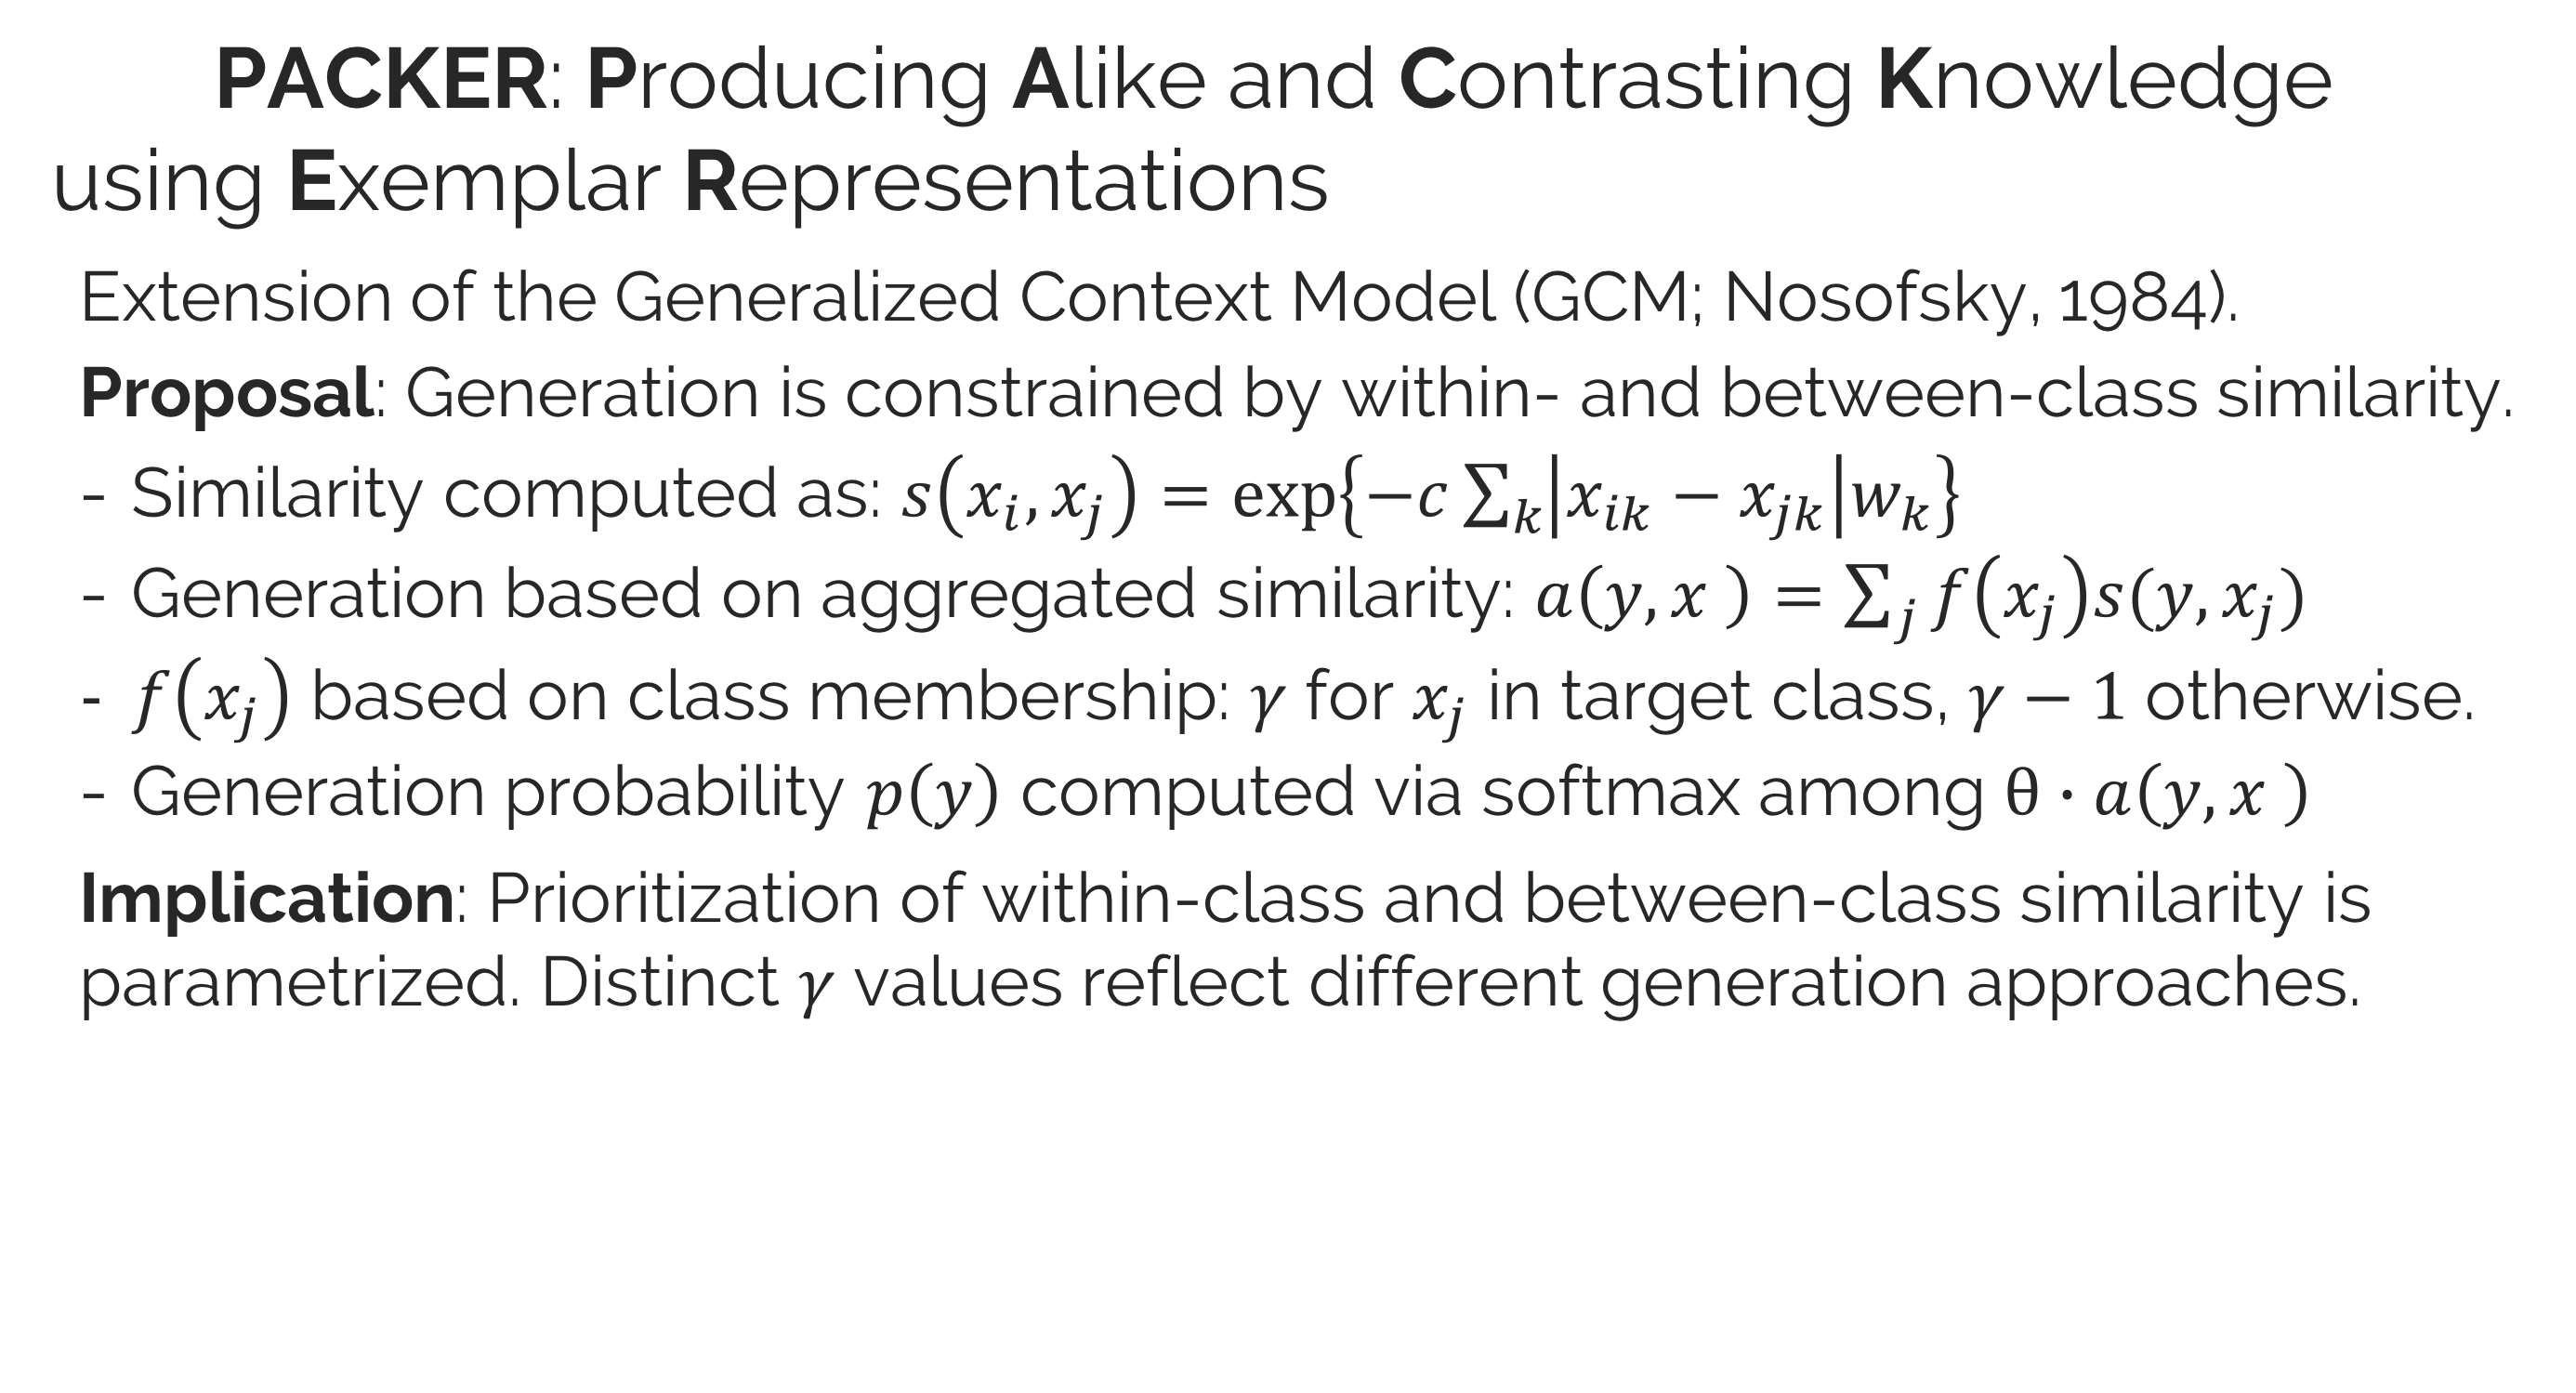 PACKER: Producing Alike and Contrasting Knowledge
using Exemplar Representations
Extension of the Generalized Context Model (GCM; Nosofsky, 1984).
Proposal: Generation is constrained by within- and between-class similarity.
- Similarity computed as: s(x_i, x_j) = exp{−c ∑_k |x_ik − x_jk| w_k}
- Generation based on aggregated similarity: a(y, x ) = ∑_j f(x_j)s(y, x_j)
- f(x_j) based on class membership: γ for x_j in target class, γ − 1 otherwise.
- Generation probability p(y) computed via softmax among θ · a(y, x )
Implication: Prioritization of within-class and between-class similarity is
parametrized. Distinct γ values reflect different generation approaches.